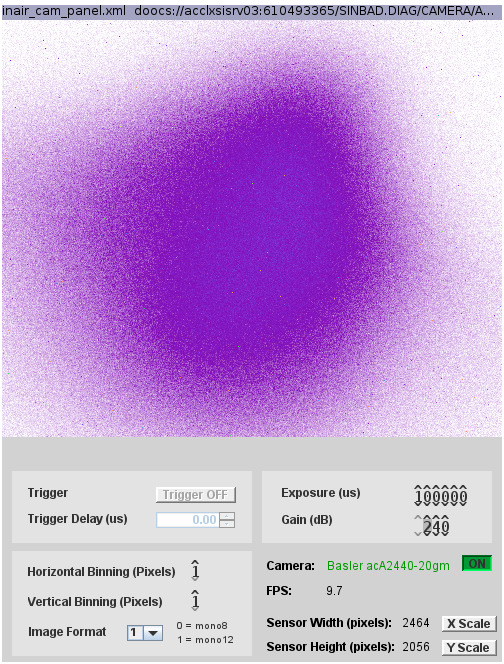 inair_cam_panel.xml doocs://acclxsisrv03:610493365/SINBAD.DIAG/CAMERA/A...
Trigger
Trigger OFF
Trigger Delay (us)
0.00
Exposure (us)
100000
Gain (dB)
240
Horizontal Binning (Pixels)
1
Vertical Binning (Pixels)
1
Image Format
1
0 = mono8
1 = mono12
Camera: Basler acA2440-20gm ON
FPS: 9.7
Sensor Width (pixels): 2464 X Scale
Sensor Height (pixels): 2056 Y Scale